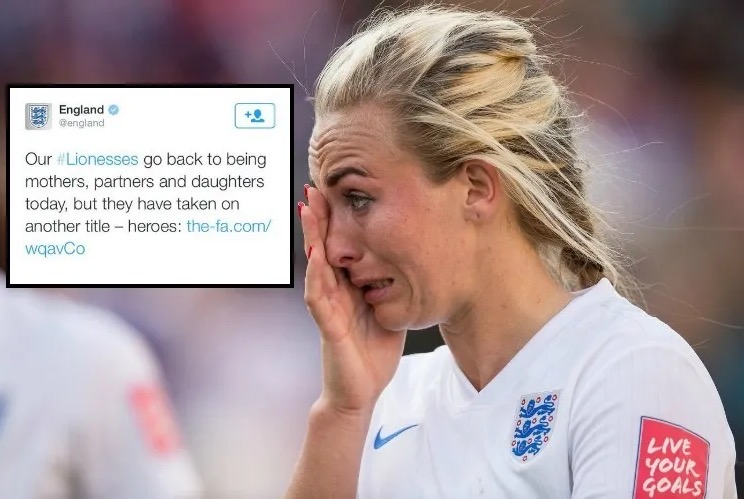 England
@england
Our #Lionesses go back to being
mothers, partners and daughters
today, but they have taken on
another title – heroes: the-fa.com/
wqavCo
LIVE
YOUR
GOALS